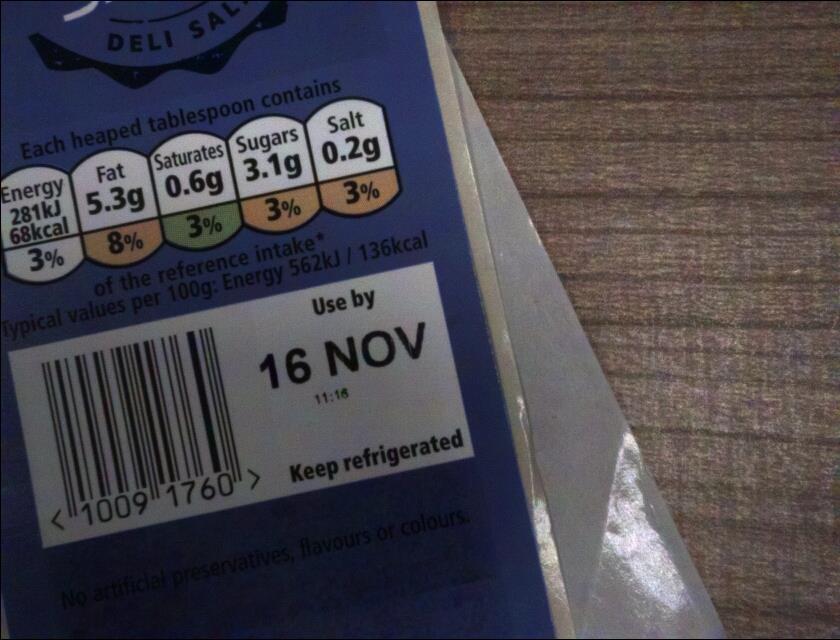 DELI
Each heaped tablespoon contains
Energy 281kJ 68kcal 3%
Fat 5.3g 8%
Saturates 0.6g 3%
Sugars 3.1g 3%
Salt 0.2g 3%
of the reference intake*
Typical values per 100g: Energy 562kJ / 136kcal
Use by
16 NOV
11:16
Keep refrigerated
< 1009 1760 >
No artificial preservatives, flavours or colours.